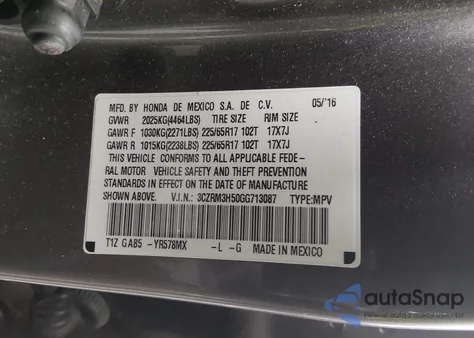 MFD. BY HONDA DE MEXICO S.A. DE C.V. 05/'16
GVWR 2025KG(4464LBS) TIRE SIZE RIM SIZE
GAWR F 1030KG(2271LBS) 225/65R17 102T 17X7J
GAWR R 1015KG(2238LBS) 225/65R17 102T 17X7J
THIS VEHICLE CONFORMS TO ALL APPLICABLE FEDE-
RAL MOTOR VEHICLE SAFETY AND THEFT PREVENTION
STANDARDS IN EFFECT ON THE DATE OF MANUFACTURE
SHOWN ABOVE. V.I.N.: 3CZRM3H50GG713087 TYPE:MPV
T1Z GAB5 -YR578MX -L -G MADE IN MEXICO
autaSnap